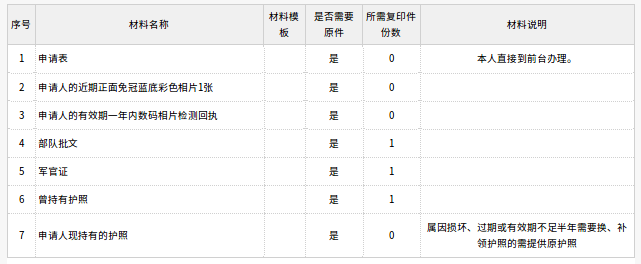 序号 材料名称 材料模板 是否需要原件 所需复印件份数 材料说明
1 申请表 是 0 本人直接到前台办理。
2 申请人的近期正面免冠蓝底彩色相片1张 是 0
3 申请人的有效期一年内数码相片检测回执 是 0
4 部队批文 是 1
5 军官证 是 1
6 曾持有护照 是 1
7 申请人现持有的护照 是 0 属因损坏、过期或有效期不足半年需要换、补
领护照的需提供原护照